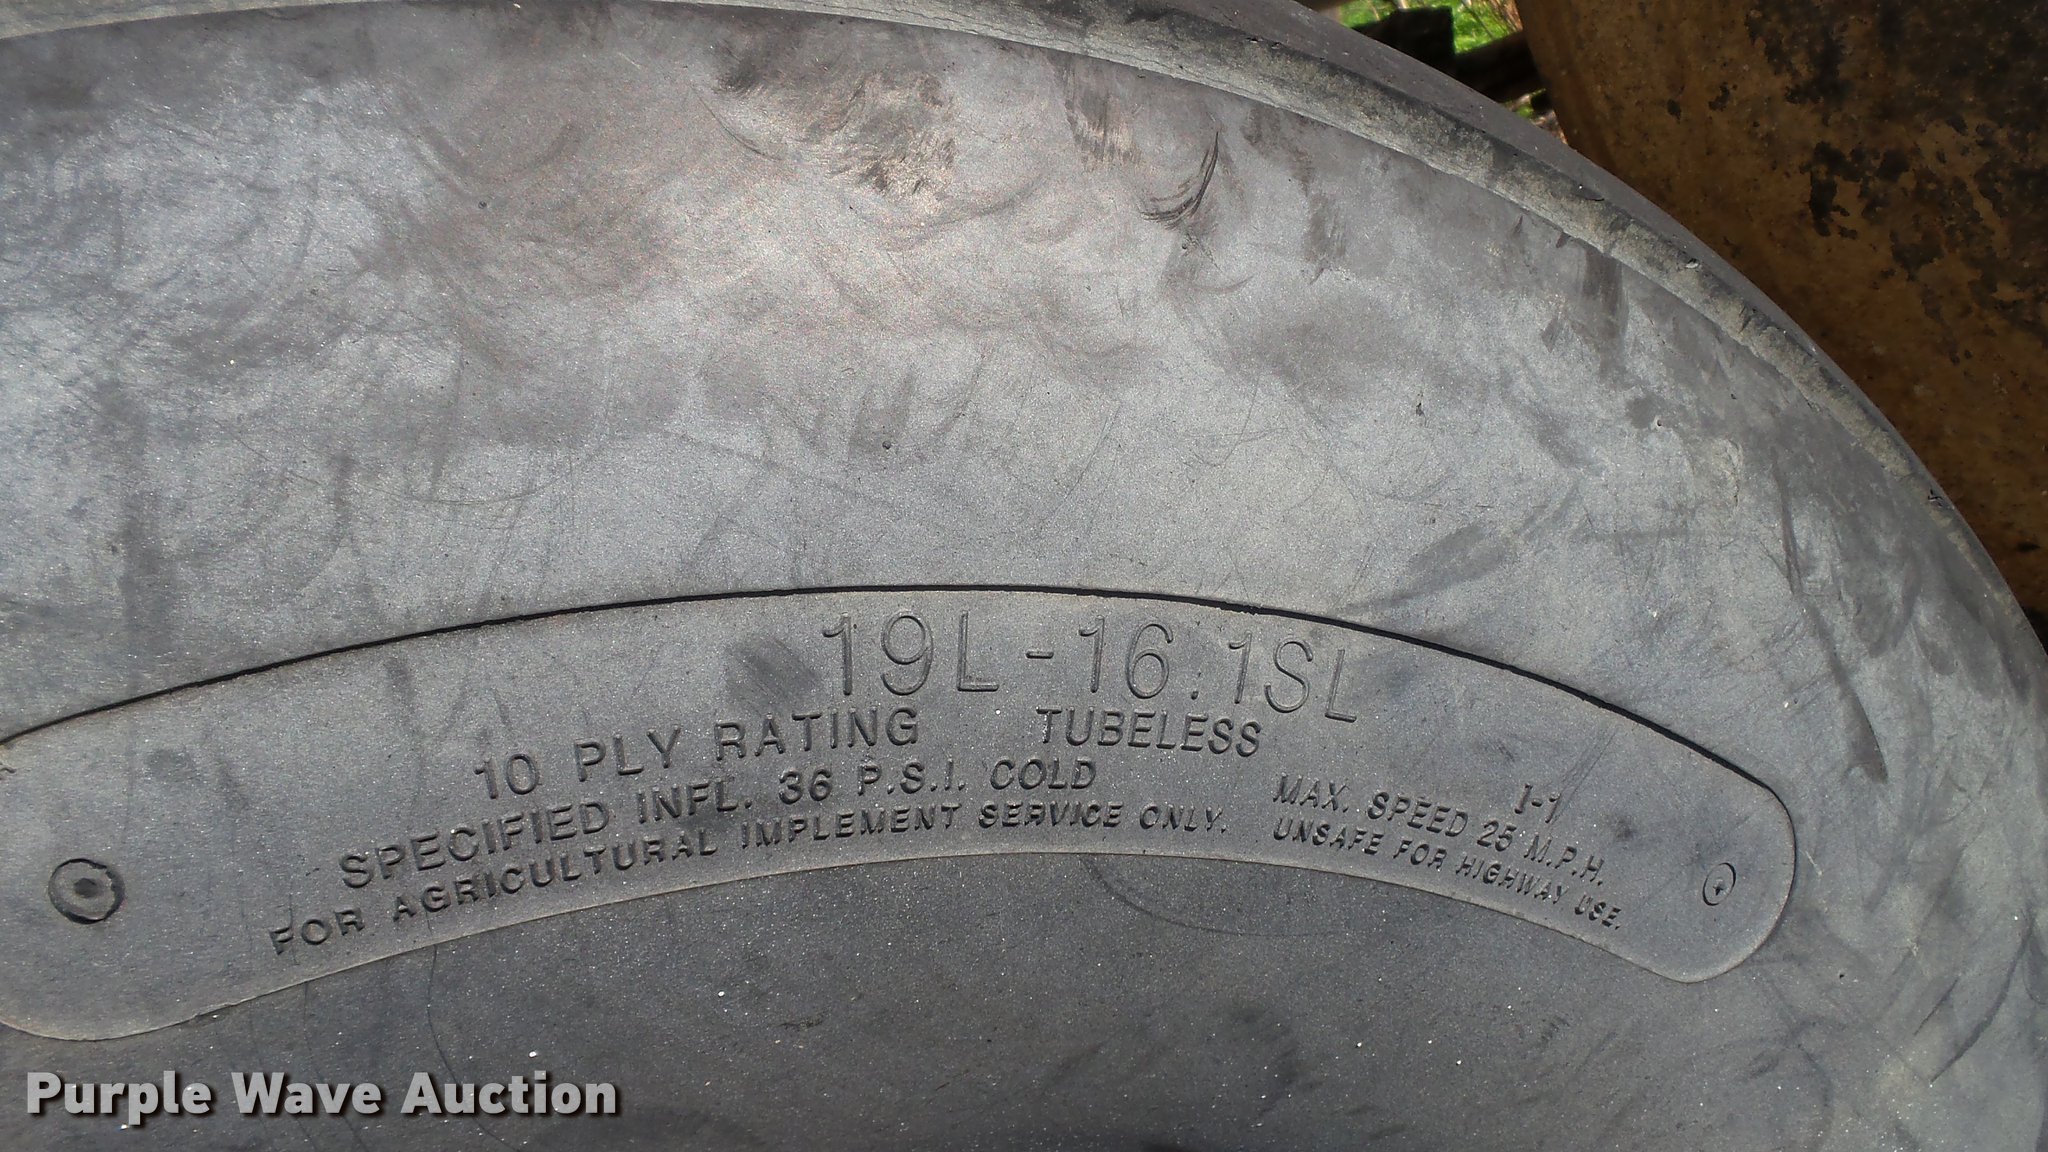 19L-16.1SL
10 PLY RATING TUBELESS
SPECIFIED INFL. 36 P.S.I. COLD
FOR AGRICULTURAL IMPLEMENT SERVICE ONLY.
I-1
MAX. SPEED 25 M.P.H.
UNSAFE FOR HIGHWAY USE.
Purple Wave Auction